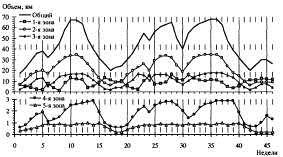 Объем, км
70
Общий
60
1-я зона
50
2-я зона
40
3-я зона
30
20
10
0
4-я зона
5-я зона
3
2
1
0
0 5 10 15 20 25 30 35 40 45
Недели